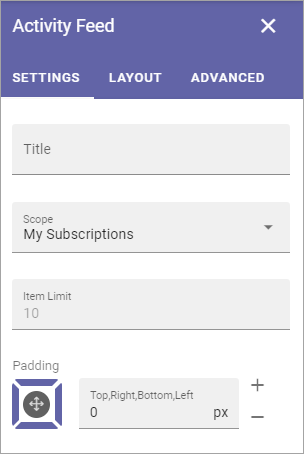 Activity Feed
SETTINGS LAYOUT ADVANCED
Title
Scope
My Subscriptions
Item Limit
10
Padding
Top,Right,Bottom,Left
0 px